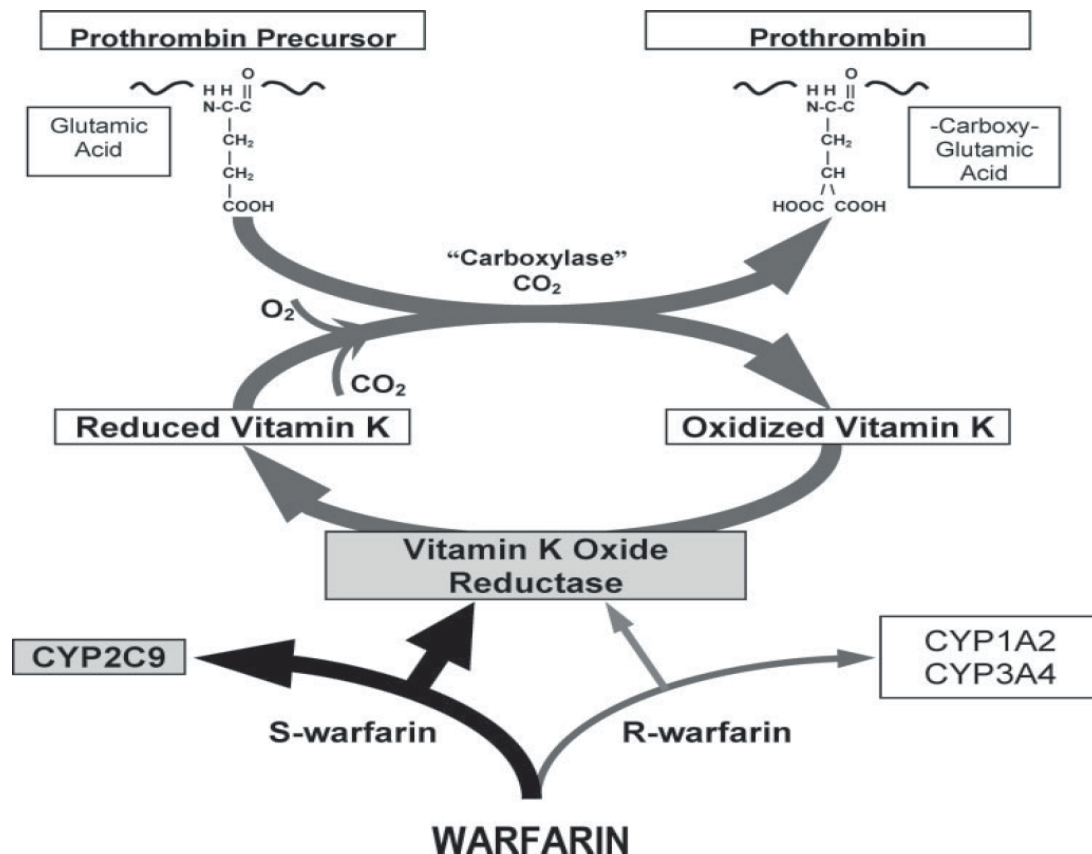 Prothrombin Precursor
Prothrombin
O
||
H H
N-C-C
|
CH2
|
CH2
|
COOH
Glutamic
Acid
O
||
H H
N-C-C
|
CH2
|
CH
/\
HOOC COOH
-Carboxy-
Glutamic
Acid
“Carboxylase”
CO2
O2
CO2
Reduced Vitamin K
Oxidized Vitamin K
Vitamin K Oxide
Reductase
CYP2C9
CYP1A2
CYP3A4
S-warfarin
R-warfarin
WARFARIN